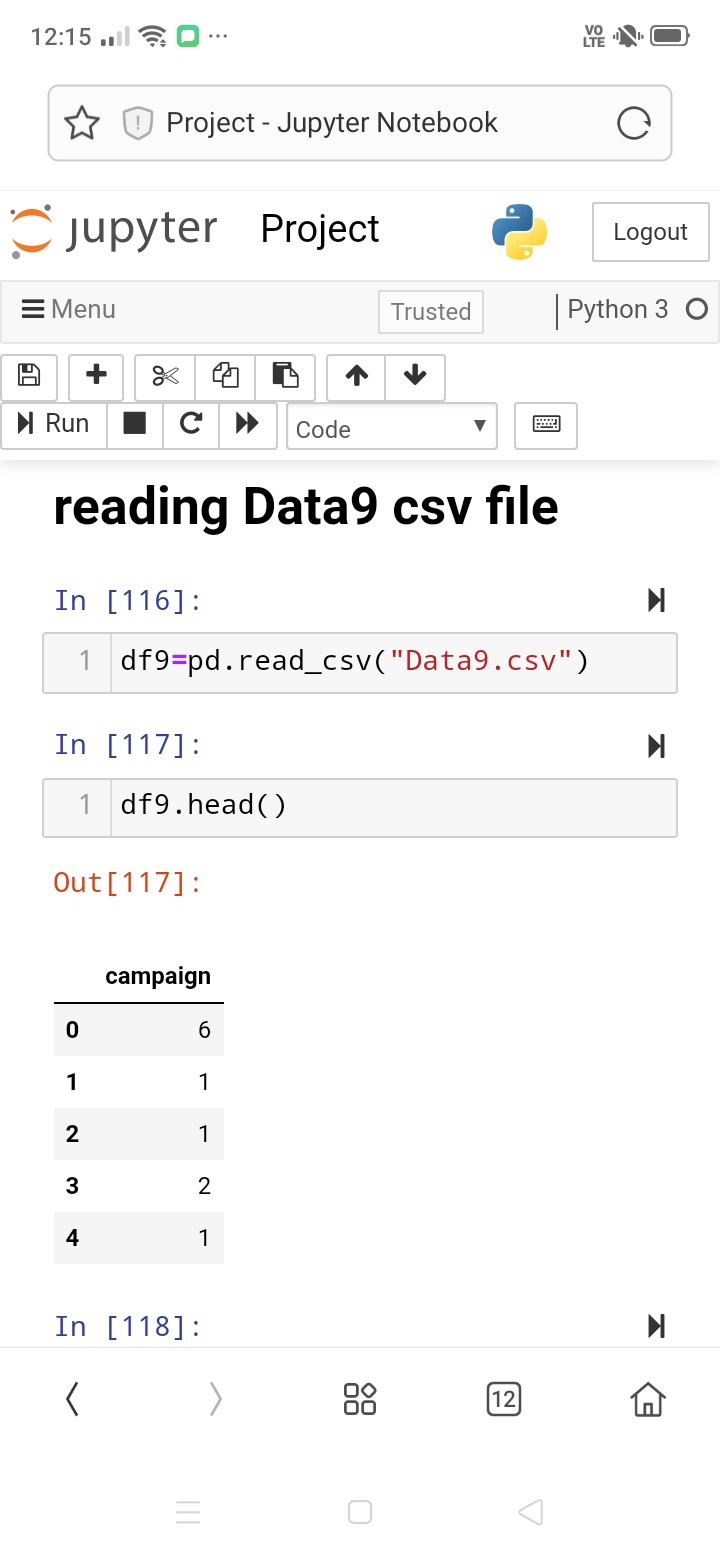 12:15 VO LTE
Project - Jupyter Notebook
jupyter Project Logout
Menu Trusted Python 3
Run Code
reading Data9 csv file
In [116]:
1 df9=pd.read_csv("Data9.csv")
In [117]:
1 df9.head()
Out[117]:
campaign
0 6
1 1
2 1
3 2
4 1
In [118]:
12